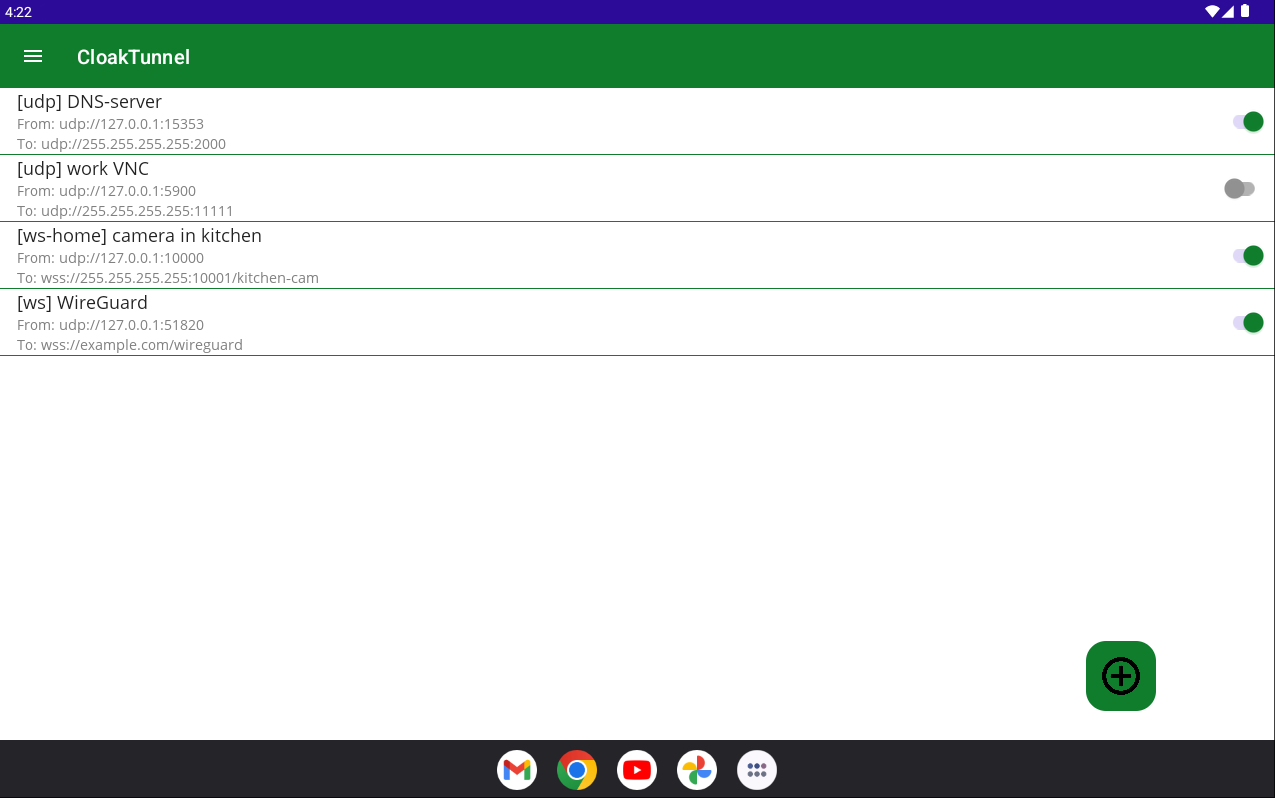 4:22
CloakTunnel
[udp] DNS-server
From: udp://127.0.0.1:15353
To: udp://255.255.255.255:2000
[udp] work VNC
From: udp://127.0.0.1:5900
To: udp://255.255.255.255:11111
[ws-home] camera in kitchen
From: udp://127.0.0.1:10000
To: wss://255.255.255.255:10001/kitchen-cam
[ws] WireGuard
From: udp://127.0.0.1:51820
To: wss://example.com/wireguard